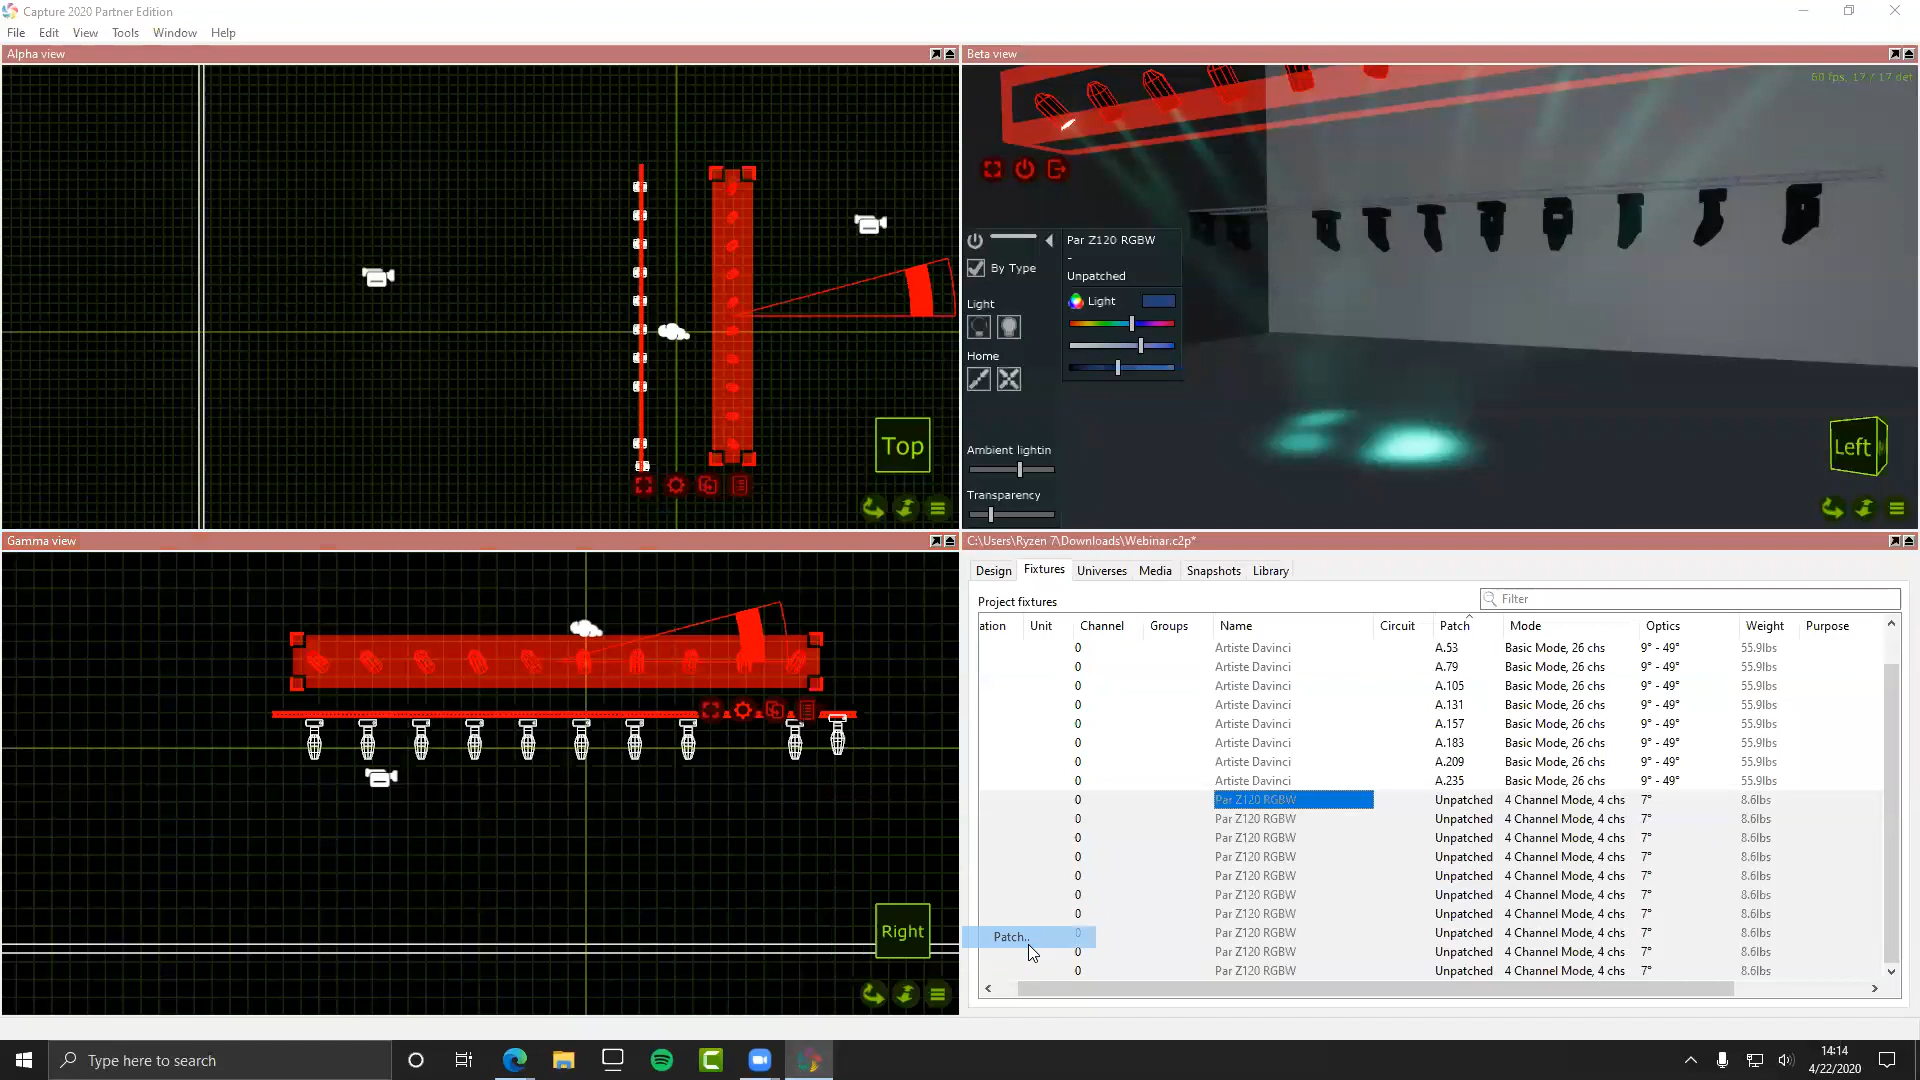 Capture 2020 Partner Edition
File Edit View Tools Window Help
Alpha view
Top
Beta view
60 fps, 17 / 17 det
Par Z120 RGBW
-
By Type
Unpatched
Light
Light
Home
Ambient lightin
Transparency
Left
Gamma view
Right
C:\Users\Ryzen 7\Downloads\Webinar.c2p*
Design Fixtures Universes Media Snapshots Library
Project fixtures
Filter
ation Unit Channel Groups Name Circuit Patch Mode Optics Weight Purpose
0 Artiste Davinci A.53 Basic Mode, 26 chs 9° - 49° 55.9lbs
0 Artiste Davinci A.79 Basic Mode, 26 chs 9° - 49° 55.9lbs
0 Artiste Davinci A.105 Basic Mode, 26 chs 9° - 49° 55.9lbs
0 Artiste Davinci A.131 Basic Mode, 26 chs 9° - 49° 55.9lbs
0 Artiste Davinci A.157 Basic Mode, 26 chs 9° - 49° 55.9lbs
0 Artiste Davinci A.183 Basic Mode, 26 chs 9° - 49° 55.9lbs
0 Artiste Davinci A.209 Basic Mode, 26 chs 9° - 49° 55.9lbs
0 Artiste Davinci A.235 Basic Mode, 26 chs 9° - 49° 55.9lbs
0 Par Z120 RGBW Unpatched 4 Channel Mode, 4 chs 7° 8.6lbs
0 Par Z120 RGBW Unpatched 4 Channel Mode, 4 chs 7° 8.6lbs
0 Par Z120 RGBW Unpatched 4 Channel Mode, 4 chs 7° 8.6lbs
0 Par Z120 RGBW Unpatched 4 Channel Mode, 4 chs 7° 8.6lbs
0 Par Z120 RGBW Unpatched 4 Channel Mode, 4 chs 7° 8.6lbs
0 Par Z120 RGBW Unpatched 4 Channel Mode, 4 chs 7° 8.6lbs
0 Par Z120 RGBW Unpatched 4 Channel Mode, 4 chs 7° 8.6lbs
Patch.. 0 Par Z120 RGBW Unpatched 4 Channel Mode, 4 chs 7° 8.6lbs
0 Par Z120 RGBW Unpatched 4 Channel Mode, 4 chs 7° 8.6lbs
0 Par Z120 RGBW Unpatched 4 Channel Mode, 4 chs 7° 8.6lbs
Type here to search
14:14
4/22/2020